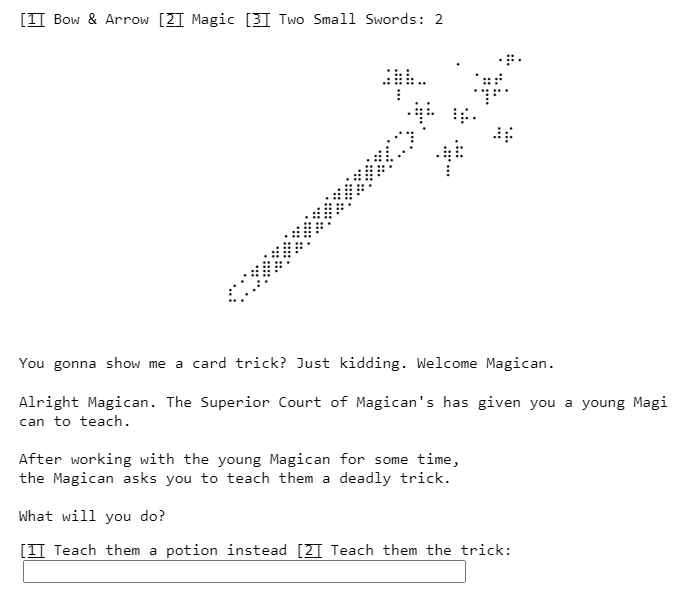 [1] Bow & Arrow [2] Magic [3] Two Small Swords: 2
You gonna show me a card trick? Just kidding. Welcome Magican.
Alright Magican. The Superior Court of Magican's has given you a young Magi
can to teach.
After working with the young Magican for some time,
the Magican asks you to teach them a deadly trick.
What will you do?
[1] Teach them a potion instead [2] Teach them the trick: